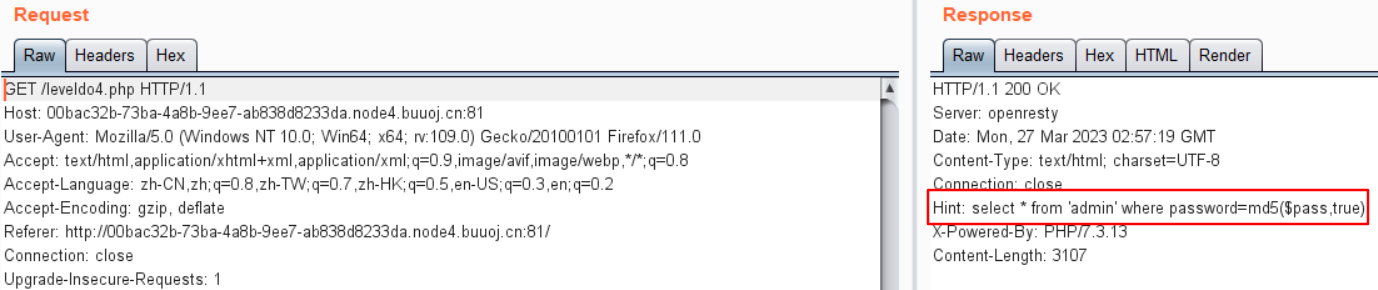 Request
Raw Headers Hex
GET /leveldo4.php HTTP/1.1
Host: 00bac32b-73ba-4a8b-9ee7-ab838d8233da.node4.buuoj.cn:81
User-Agent: Mozilla/5.0 (Windows NT 10.0; Win64; x64; rv:109.0) Gecko/20100101 Firefox/111.0
Accept: text/html,application/xhtml+xml,application/xml;q=0.9,image/avif,image/webp,*/*;q=0.8
Accept-Language: zh-CN,zh;q=0.8,zh-TW;q=0.7,zh-HK;q=0.5,en-US;q=0.3,en;q=0.2
Accept-Encoding: gzip, deflate
Referer: http://00bac32b-73ba-4a8b-9ee7-ab838d8233da.node4.buuoj.cn:81/
Connection: close
Upgrade-Insecure-Requests: 1
Response
Raw Headers Hex HTML Render
HTTP/1.1 200 OK
Server: openresty
Date: Mon, 27 Mar 2023 02:57:19 GMT
Content-Type: text/html; charset=UTF-8
Connection: close
Hint: select * from 'admin' where password=md5($pass,true)
X-Powered-By: PHP/7.3.13
Content-Length: 3107